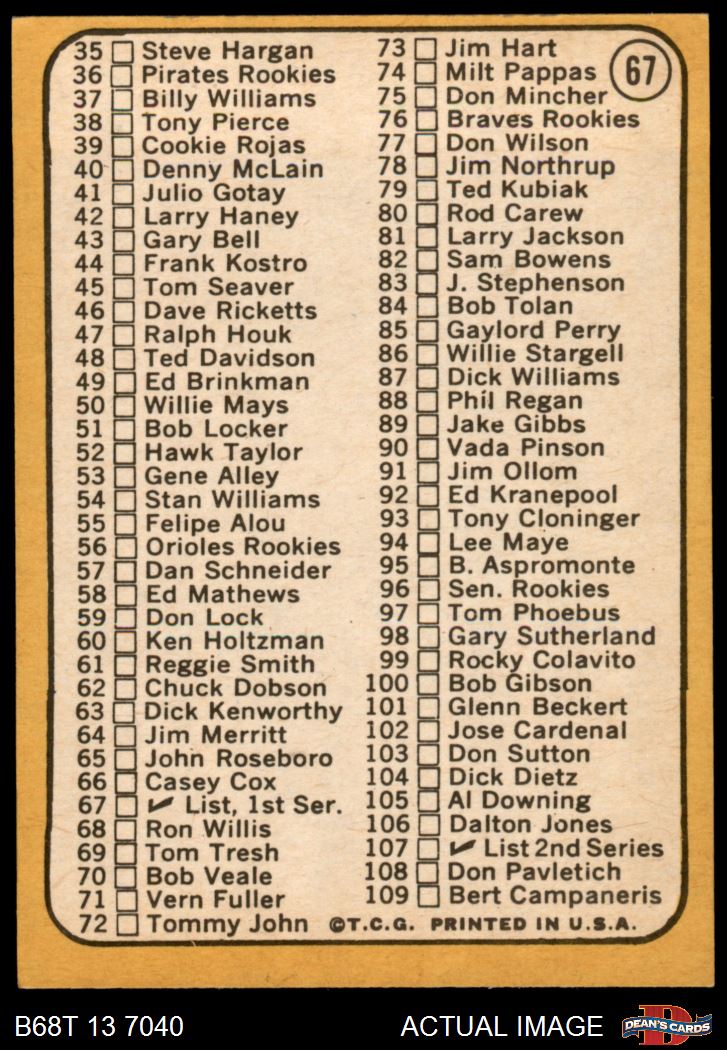 35 Steve Hargan
36 Pirates Rookies
37 Billy Williams
38 Tony Pierce
39 Cookie Rojas
40 Denny McLain
41 Julio Gotay
42 Larry Haney
43 Gary Bell
44 Frank Kostro
45 Tom Seaver
46 Dave Ricketts
47 Ralph Houk
48 Ted Davidson
49 Ed Brinkman
50 Willie Mays
51 Bob Locker
52 Hawk Taylor
53 Gene Alley
54 Stan Williams
55 Felipe Alou
56 Orioles Rookies
57 Dan Schneider
58 Ed Mathews
59 Don Lock
60 Ken Holtzman
61 Reggie Smith
62 Chuck Dobson
63 Dick Kenworthy
64 Jim Merritt
65 John Roseboro
66 Casey Cox
67 ✔ List, 1st Ser.
68 Ron Willis
69 Tom Tresh
70 Bob Veale
71 Vern Fuller
72 Tommy John
73 Jim Hart
74 Milt Pappas
75 Don Mincher
76 Braves Rookies
77 Don Wilson
78 Jim Northrup
79 Ted Kubiak
80 Rod Carew
81 Larry Jackson
82 Sam Bowens
83 J. Stephenson
84 Bob Tolan
85 Gaylord Perry
86 Willie Stargell
87 Dick Williams
88 Phil Regan
89 Jake Gibbs
90 Vada Pinson
91 Jim Ollom
92 Ed Kranepool
93 Tony Cloninger
94 Lee Maye
95 B. Aspromonte
96 Sen. Rookies
97 Tom Phoebus
98 Gary Sutherland
99 Rocky Colavito
100 Bob Gibson
101 Glenn Beckert
102 Jose Cardenal
103 Don Sutton
104 Dick Dietz
105 Al Downing
106 Dalton Jones
107 ✔ List 2nd Series
108 Don Pavletich
109 Bert Campaneris
67
©T.C.G. PRINTED IN U.S.A.
B68T 13 7040
ACTUAL IMAGE
D
DEAN'S CARDS